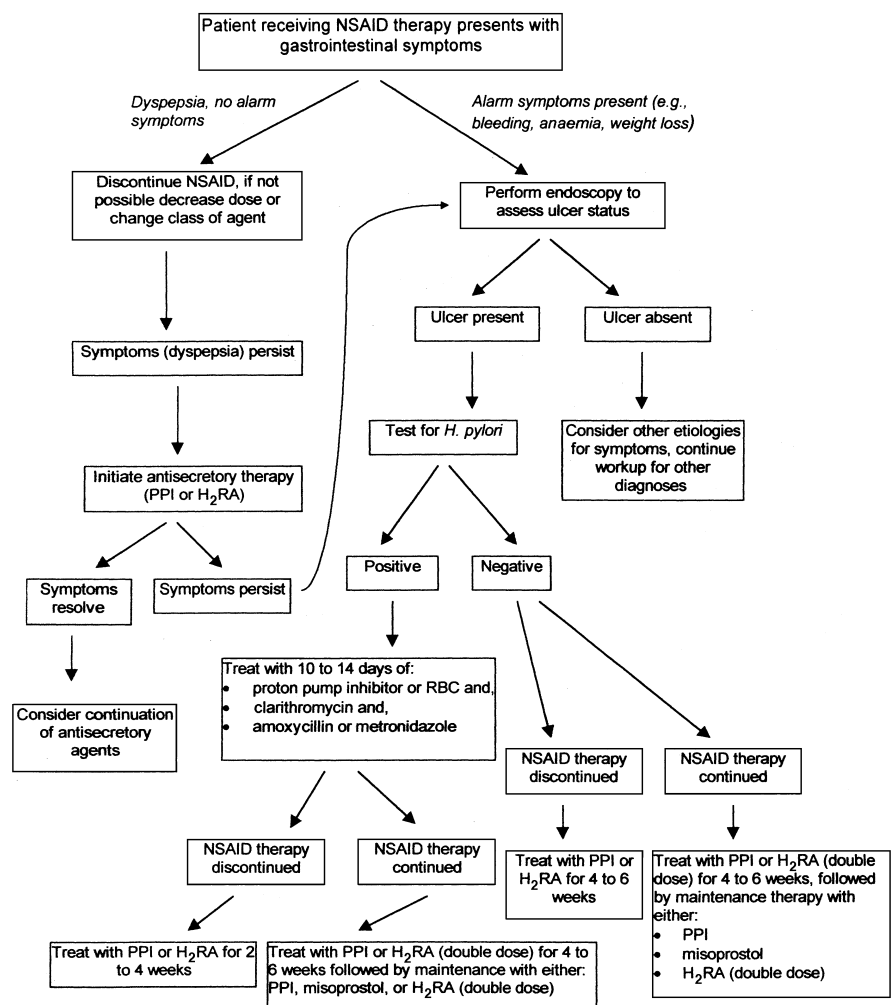 Patient receiving NSAID therapy presents with
gastrointestinal symptoms
Dyspepsia, no alarm
symptoms
Alarm symptoms present (e.g.,
bleeding, anaemia, weight loss)
Discontinue NSAID, if not
possible decrease dose or
change class of agent
Perform endoscopy to
assess ulcer status
Ulcer present
Ulcer absent
Symptoms (dyspepsia) persist
Test for H. pylori
Consider other etiologies
for symptoms, continue
workup for other
diagnoses
Initiate antisecretory therapy
(PPI or H₂RA)
Symptoms
resolve
Symptoms persist
Positive
Negative
Consider continuation
of antisecretory
agents
Treat with 10 to 14 days of:
• proton pump inhibitor or RBC and,
• clarithromycin and,
• amoxycillin or metronidazole
NSAID therapy
discontinued
NSAID therapy
continued
NSAID therapy
discontinued
NSAID therapy
continued
Treat with PPI or
H₂RA for 4 to 6
weeks
Treat with PPI or H₂RA (double
dose) for 4 to 6 weeks, followed
by maintenance therapy with
either:
• PPI
• misoprostol
• H₂RA (double dose)
Treat with PPI or H₂RA for 2
to 4 weeks
Treat with PPI or H₂RA (double dose) for 4 to
6 weeks followed by maintenance with either:
PPI, misoprostol, or H₂RA (double dose)